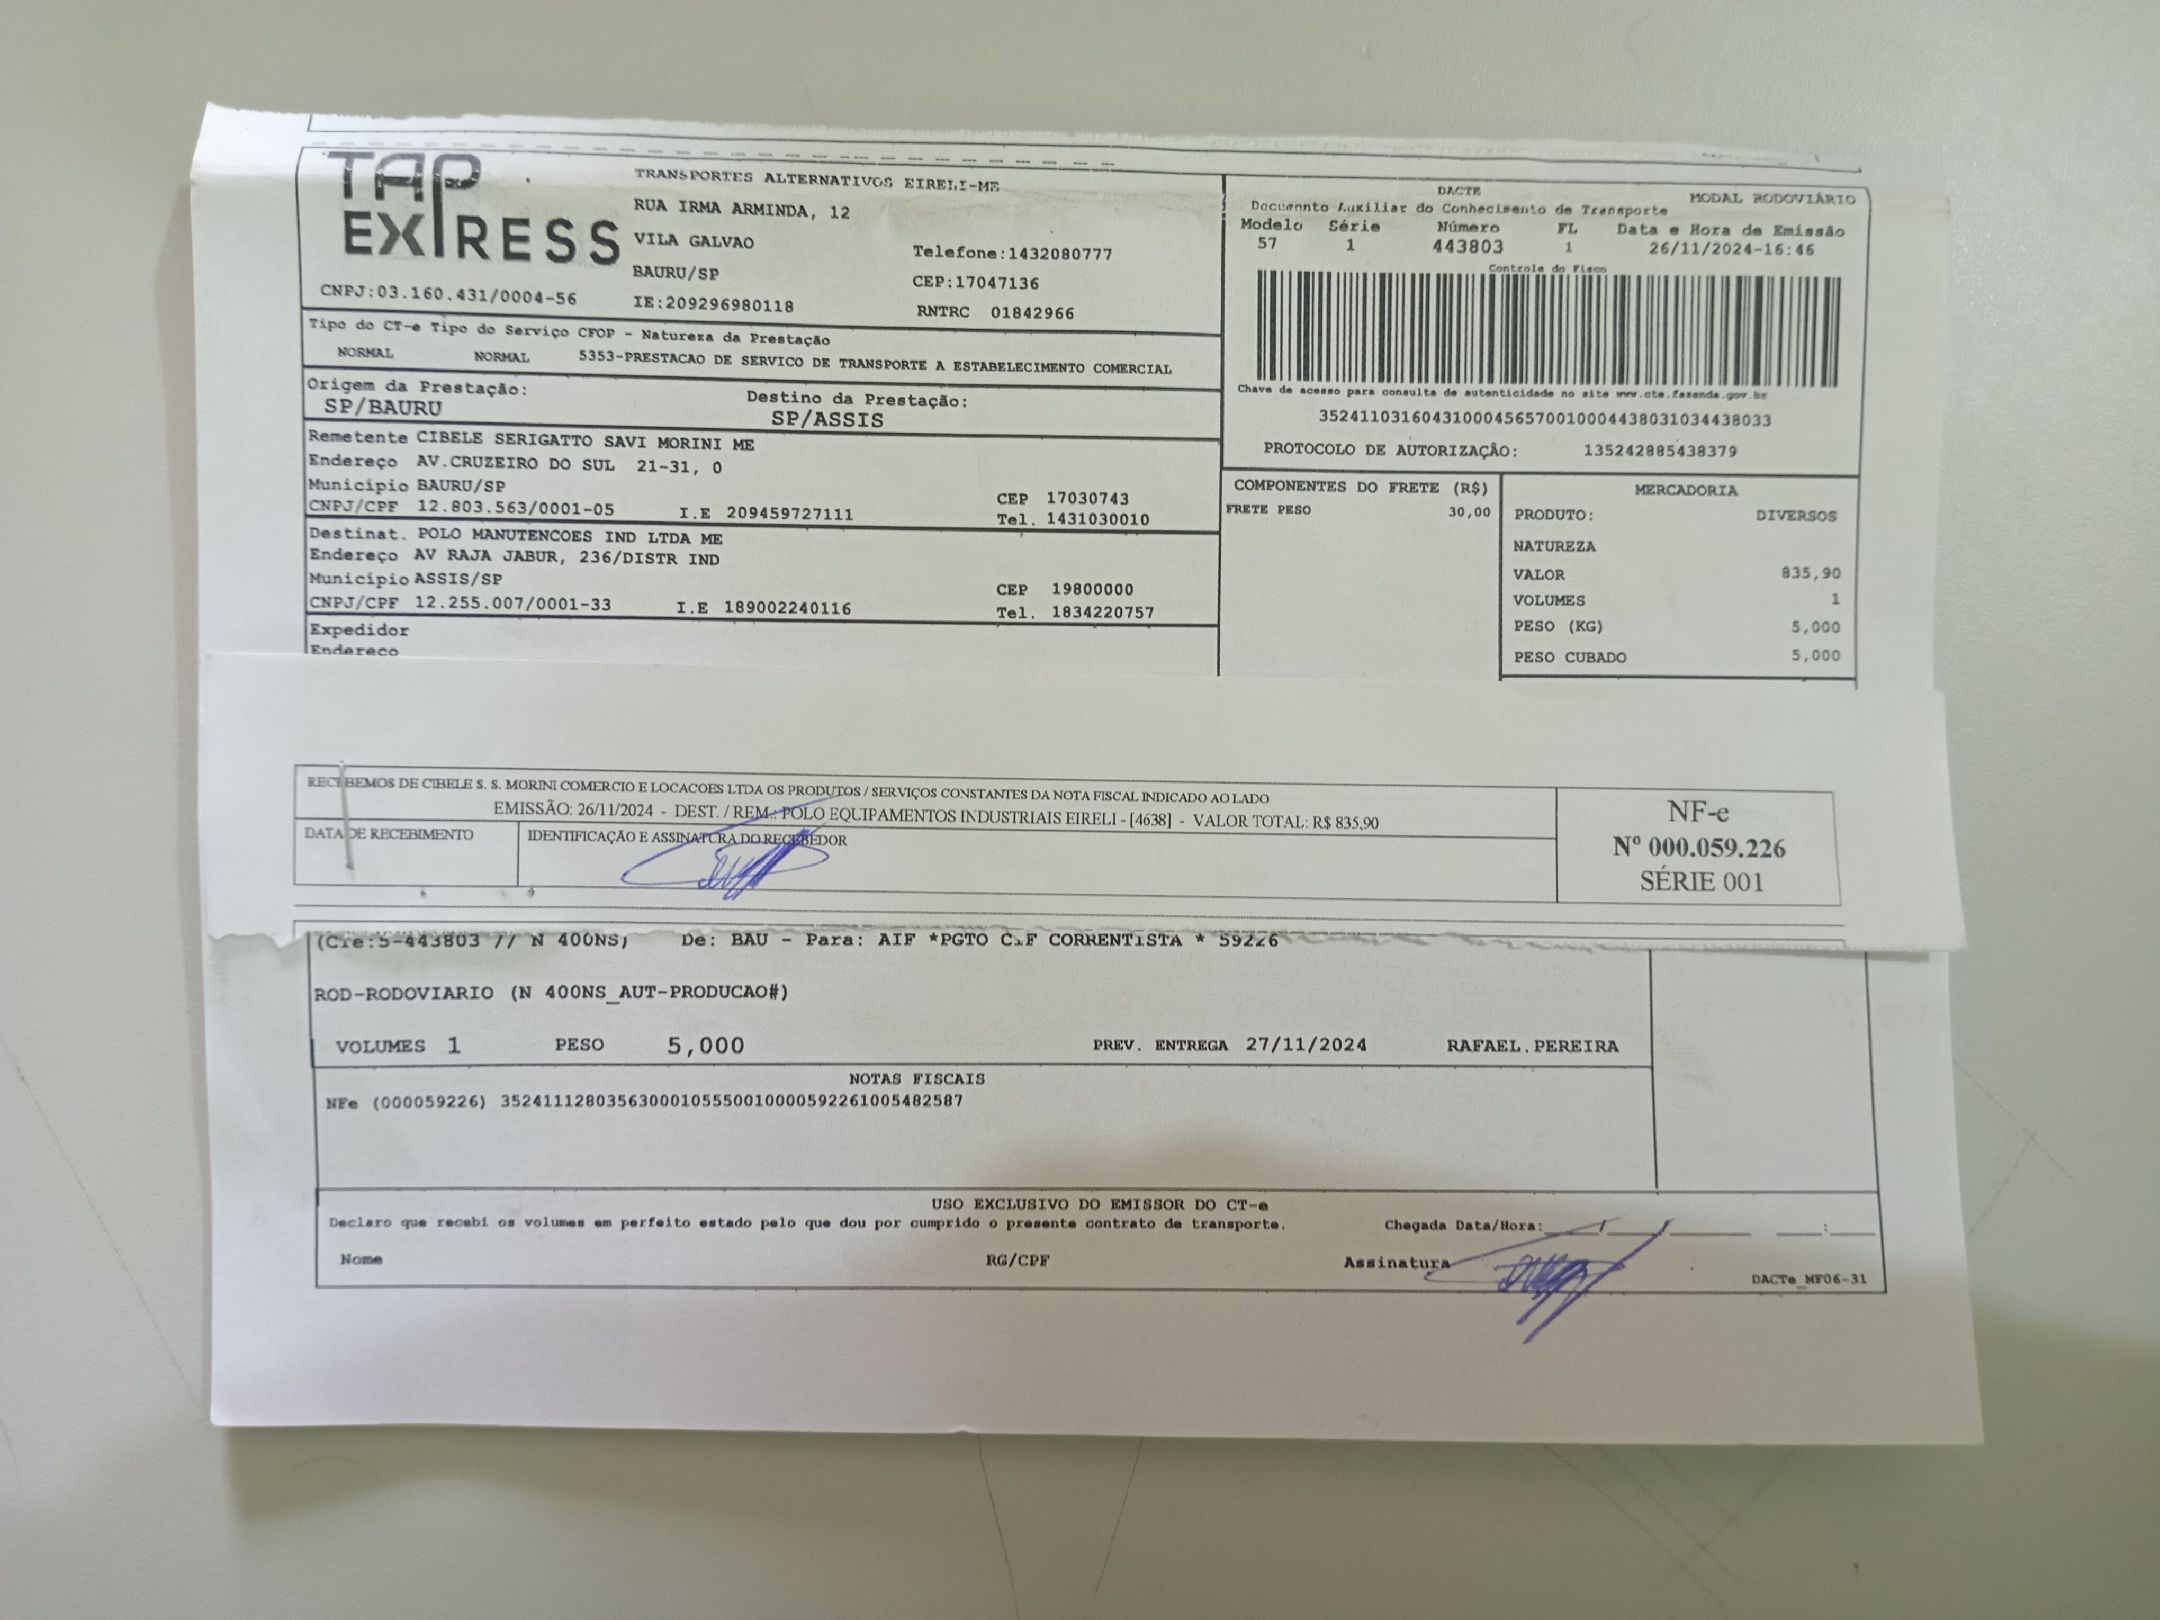 TAP EXPRESS
TRANSPORTES ALTERNATIVOS EIRELI-ME
RUA IRMA ARMINDA, 12
VILA GALVAO
Telefone:1432080777
BAURU/SP
CEP:17047136
CNPJ:03.160.431/0004-56
IE:209296980118
RNTRC 01842966
DACTE
MODAL RODOVIÁRIO
Documento Auxiliar do Conhecimento de Transporte
Modelo Série Número FL Data e Hora de Emissão
57 1 443803 1 26/11/2024-16:46
Controle do Fisco
Chave de acesso para consulta de autenticidade no site www.cte.fazenda.gov.br
35241103160431000456570010004438031034438033
PROTOCOLO DE AUTORIZAÇÂO: 135242885438379
Tipo do CT-e Tipo do Serviço CFOP - Natureza da Prestação
NORMAL NORMAL 5353-PRESTACAO DE SERVICO DE TRANSPORTE A ESTABELECIMENTO COMERCIAL
Origem da Prestação: Destino da Prestação:
SP/BAURU SP/ASSIS
Remetente CIBELE SERIGATTO SAVI MORINI ME
Endereço AV.CRUZEIRO DO SUL 21-31, 0
Município BAURU/SP CEP 17030743
CNPJ/CPF 12.803.563/0001-05 I.E 209459727111 Tel. 1431030010
Destinat. POLO MANUTENCOES IND LTDA ME
Endereço AV RAJA JABUR, 236/DISTR IND
Município ASSIS/SP CEP 19800000
CNPJ/CPF 12.255.007/0001-33 I.E 189002240116 Tel. 1834220757
Expedidor
Endereço
COMPONENTES DO FRETE (R$)
FRETE PESO 30,00
MERCADORIA
PRODUTO: DIVERSOS
NATUREZA
VALOR 835,90
VOLUMES 1
PESO (KG) 5,000
PESO CUBADO 5,000
RECEBEMOS DE CIBELE S. S. MORINI COMERCIO E LOCACOES LTDA OS PRODUTOS / SERVIÇOS CONSTANTES DA NOTA FISCAL INDICADO AO LADO
EMISSÃO: 26/11/2024 - DEST. / REM.: POLO EQUIPAMENTOS INDUSTRIAIS EIRELI - [4638] - VALOR TOTAL: R$ 835,90
DATA DE RECEBIMENTO
IDENTIFICAÇÃO E ASSINATURA DO RECEBEDOR
NF-e
Nº 000.059.226
SÉRIE 001
(Cre:5-443803 // N 400NS) De: BAU - Para: AIF *PGTO C.F CORRENTISTA * 59226
ROD-RODOVIARIO (N 400NS_AUT-PRODUCAO#)
VOLUMES 1 PESO 5,000 PREV. ENTREGA 27/11/2024 RAFAEL.PEREIRA
NOTAS FISCAIS
NFe (000059226) 35241112803563000105550010000592261005482587
USO EXCLUSIVO DO EMISSOR DO CT-e
Declaro que recebi os volumes em perfeito estado pelo que dou por cumprido o presente contrato de transporte. Chegada Data/Hora: / / :
Nome RG/CPF Assinatura
DACTe_MF06-31